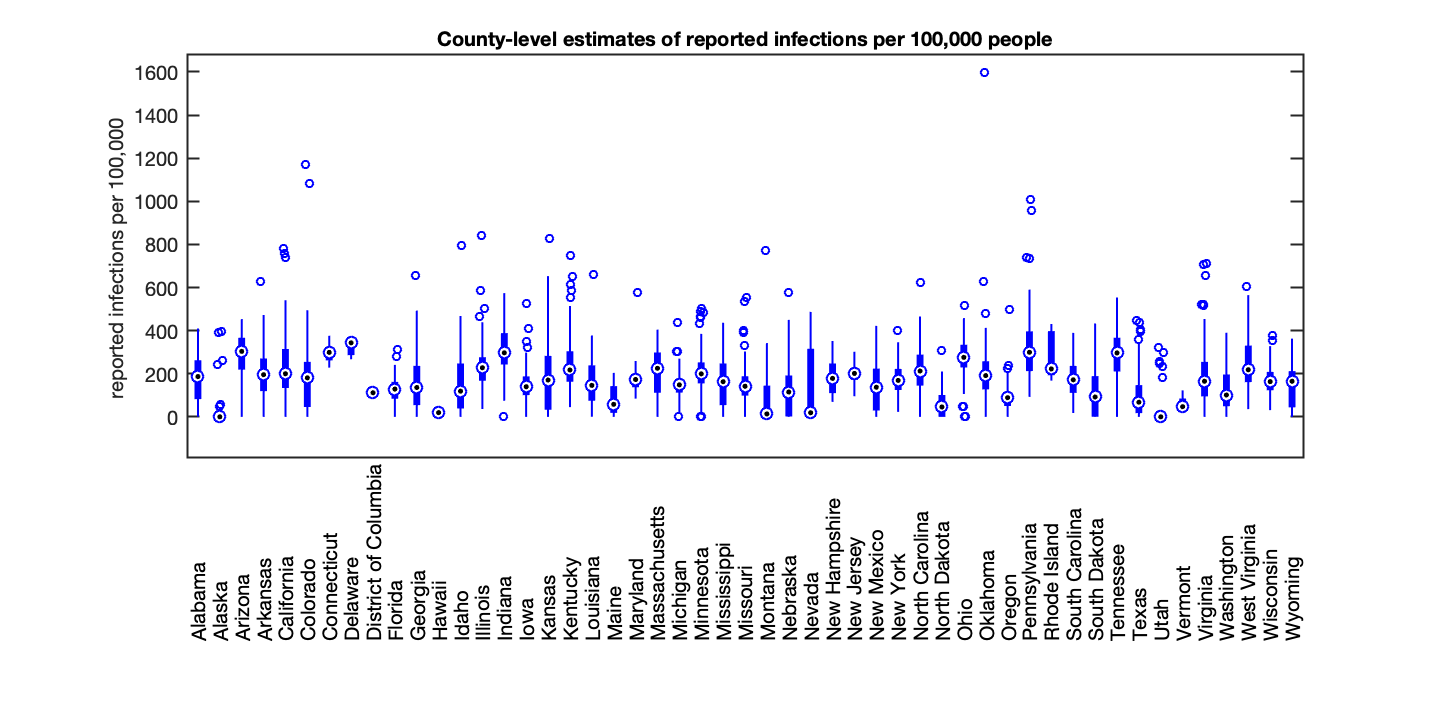 County-level estimates of reported infections per 100,000 people
reported infections per 100,000
1600
1400
1200
1000
800
600
400
200
0
Alabama
Alaska
Arizona
Arkansas
California
Colorado
Connecticut
Delaware
District of Columbia
Florida
Georgia
Hawaii
Idaho
Illinois
Indiana
Iowa
Kansas
Kentucky
Louisiana
Maine
Maryland
Massachusetts
Michigan
Minnesota
Mississippi
Missouri
Montana
Nebraska
Nevada
New Hampshire
New Jersey
New Mexico
New York
North Carolina
North Dakota
Ohio
Oklahoma
Oregon
Pennsylvania
Rhode Island
South Carolina
South Dakota
Tennessee
Texas
Utah
Vermont
Virginia
Washington
West Virginia
Wisconsin
Wyoming